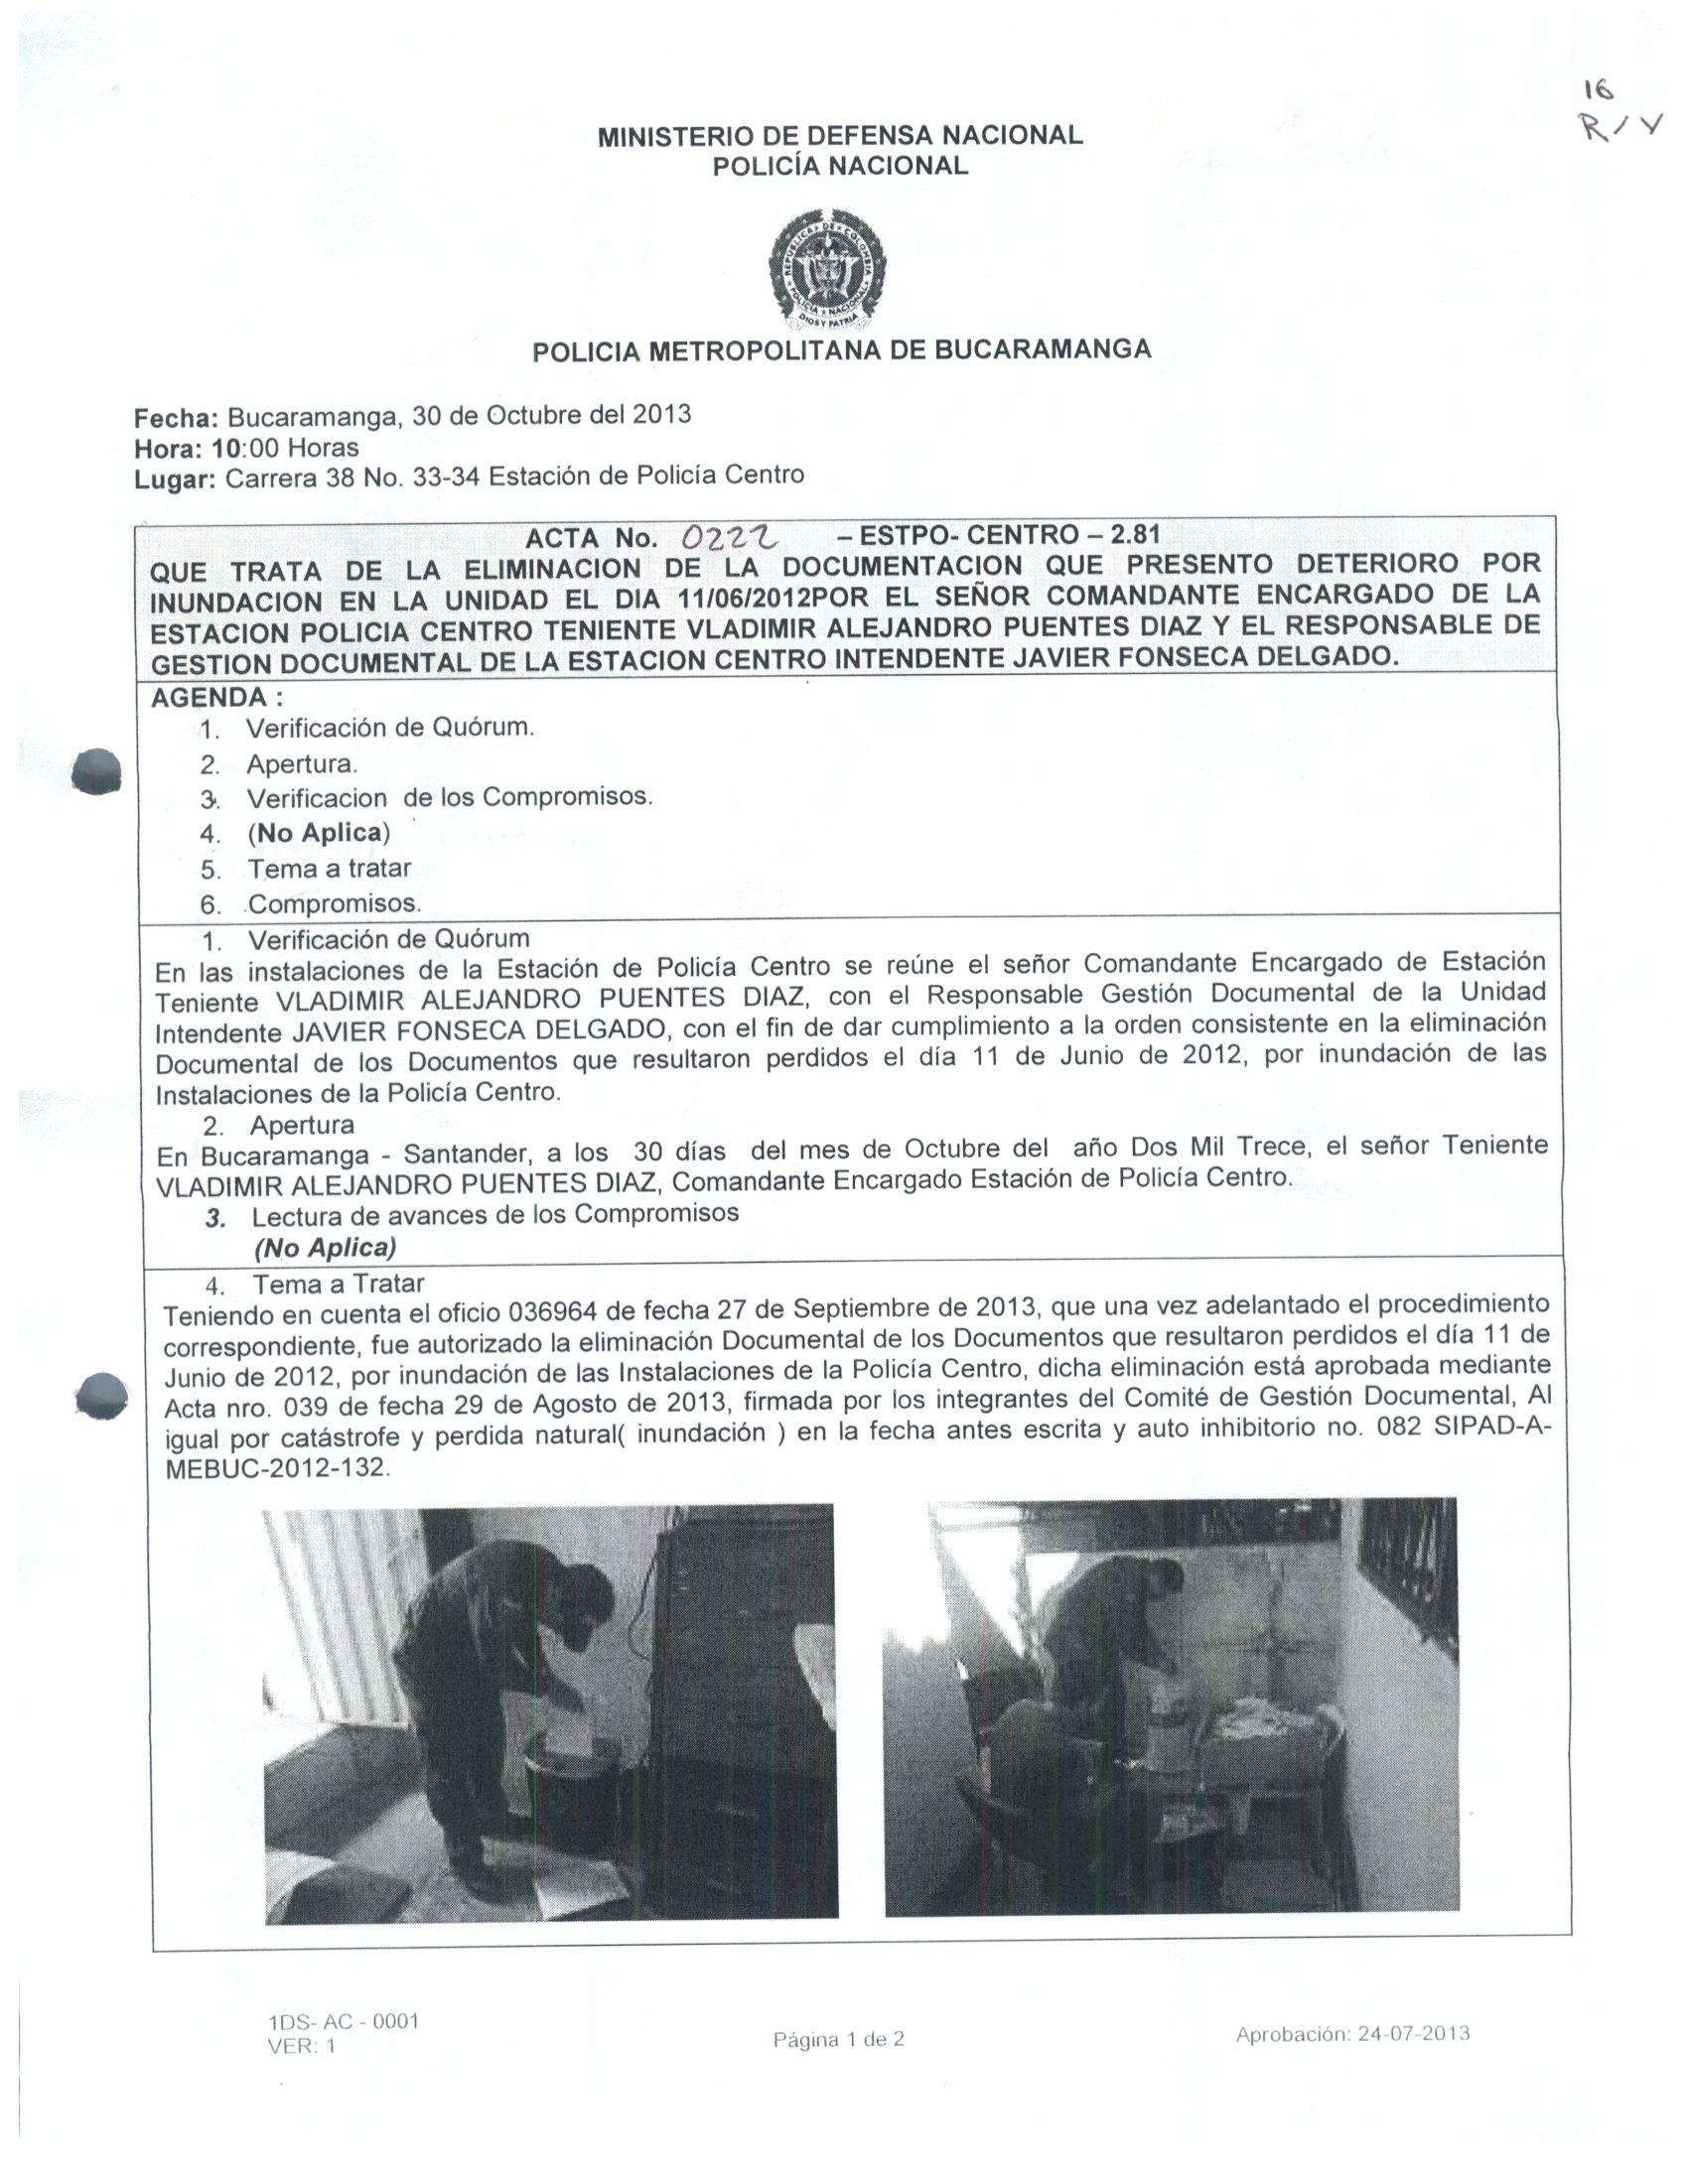 16
R/V
MINISTERIO DE DEFENSA NACIONAL
POLICÍA NACIONAL
REPUBLICA DE COLOMBIA
POLICIA NACIONAL
DIOS Y PATRIA
POLICIA METROPOLITANA DE BUCARAMANGA
Fecha: Bucaramanga, 30 de Octubre del 2013
Hora: 10:00 Horas
Lugar: Carrera 38 No. 33-34 Estación de Policía Centro
ACTA No. 0222 – ESTPO- CENTRO – 2.81
QUE TRATA DE LA ELIMINACION DE LA DOCUMENTACION QUE PRESENTO DETERIORO POR
INUNDACION EN LA UNIDAD EL DIA 11/06/2012POR EL SEÑOR COMANDANTE ENCARGADO DE LA
ESTACION POLICIA CENTRO TENIENTE VLADIMIR ALEJANDRO PUENTES DIAZ Y EL RESPONSABLE DE
GESTION DOCUMENTAL DE LA ESTACION CENTRO INTENDENTE JAVIER FONSECA DELGADO.
AGENDA :
1. Verificación de Quórum.
2. Apertura.
3. Verificacion de los Compromisos.
4. (No Aplica)
5. Tema a tratar
6. Compromisos.
1. Verificación de Quórum
En las instalaciones de la Estación de Policía Centro se reúne el señor Comandante Encargado de Estación
Teniente VLADIMIR ALEJANDRO PUENTES DIAZ, con el Responsable Gestión Documental de la Unidad
Intendente JAVIER FONSECA DELGADO, con el fin de dar cumplimiento a la orden consistente en la eliminación
Documental de los Documentos que resultaron perdidos el día 11 de Junio de 2012, por inundación de las
Instalaciones de la Policía Centro.
2. Apertura
En Bucaramanga - Santander, a los 30 días del mes de Octubre del año Dos Mil Trece, el señor Teniente
VLADIMIR ALEJANDRO PUENTES DIAZ, Comandante Encargado Estación de Policía Centro.
3. Lectura de avances de los Compromisos
(No Aplica)
4. Tema a Tratar
Teniendo en cuenta el oficio 036964 de fecha 27 de Septiembre de 2013, que una vez adelantado el procedimiento
correspondiente, fue autorizado la eliminación Documental de los Documentos que resultaron perdidos el día 11 de
Junio de 2012, por inundación de las Instalaciones de la Policía Centro, dicha eliminación está aprobada mediante
Acta nro. 039 de fecha 29 de Agosto de 2013, firmada por los integrantes del Comité de Gestión Documental, Al
igual por catástrofe y perdida natural( inundación ) en la fecha antes escrita y auto inhibitorio no. 082 SIPAD-A-
MEBUC-2012-132.
1DS- AC - 0001
VER: 1
Página 1 de 2
Aprobación: 24-07-2013